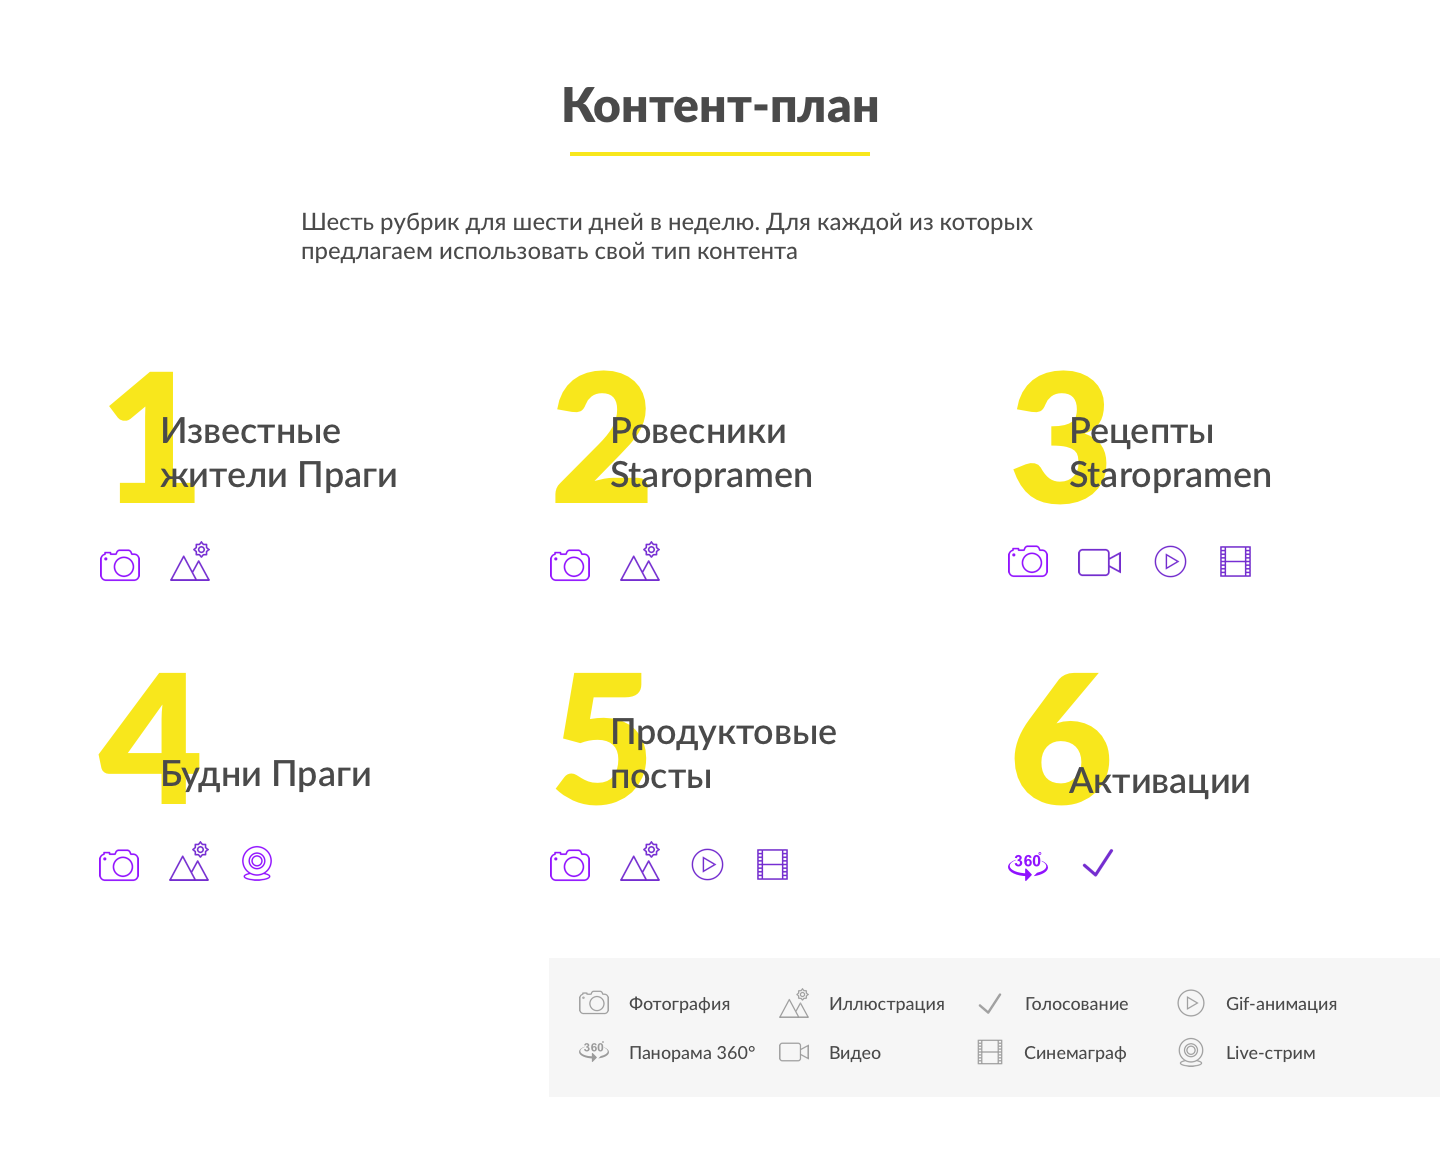 Контент-план
Шесть рубрик для шести дней в неделю. Для каждой из которых
предлагаем использовать свой тип контента
1
Известные
жители Праги
2
Ровесники
Staropramen
3
Рецепты
Staropramen
4
Будни Праги
5
Продуктовые
посты
6
Активации
360°
Фотография
Иллюстрация
Голосование
Gif-анимация
360°
Панорама 360°
Видео
Синемаграф
Live-стрим